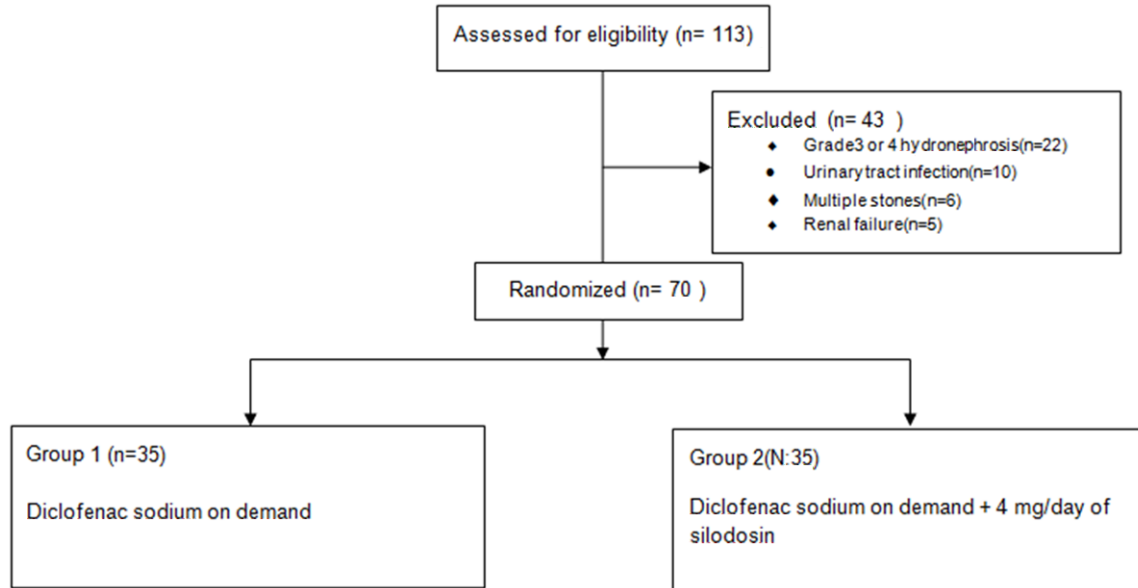 Assessed for eligibility (n= 113)
Excluded (n= 43 )
Grade3 or 4 hydronephrosis(n=22)
Urinary tract infection(n=10)
Multiple stones(n=6)
Renal failure(n=5)
Randomized (n= 70 )
Group 1 (n=35)
Diclofenac sodium on demand
Group 2(N:35)
Diclofenac sodium on demand + 4 mg/day of
silodosin